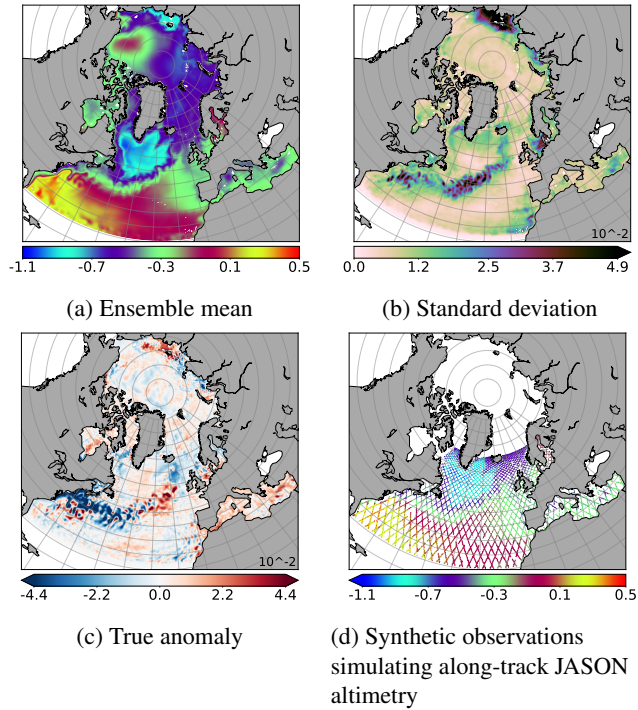 -1.1 -0.7 -0.3 0.1 0.5
(a) Ensemble mean
10^-2
0.0 1.2 2.5 3.7 4.9
(b) Standard deviation
10^-2
-4.4 -2.2 0.0 2.2 4.4
(c) True anomaly
-1.1 -0.7 -0.3 0.1 0.5
(d) Synthetic observations
simulating along-track JASON
altimetry